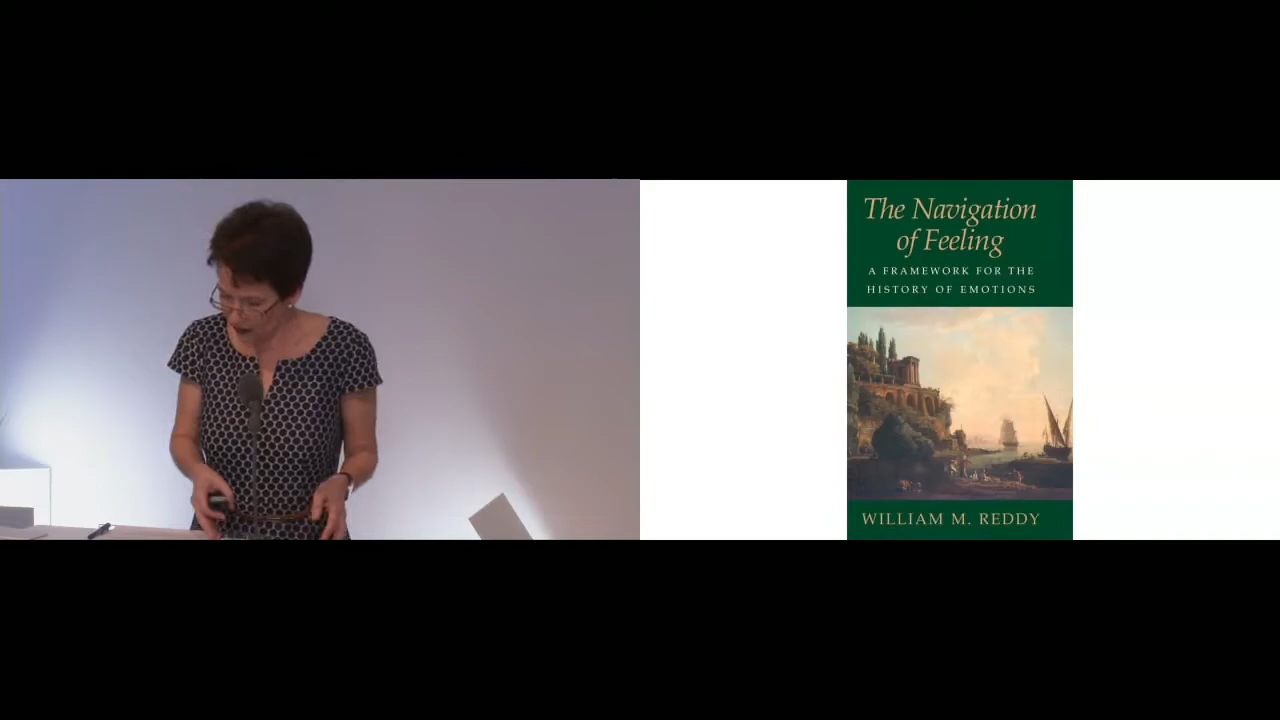 The Navigation
of Feeling
A FRAMEWORK FOR THE
HISTORY OF EMOTIONS
WILLIAM M. REDDY